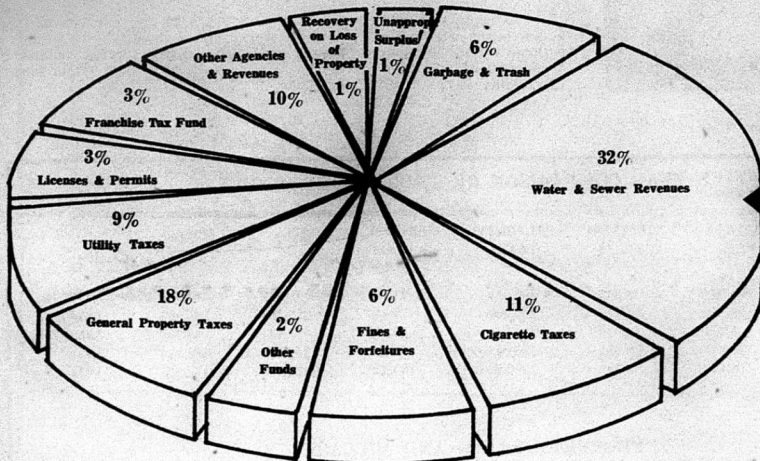 Recovery
on Loss
of
Property
1%
Unapprop
Surplus
1%
6%
Garbage & Trash
32%
Water & Sewer Revenues
11%
Cigarette Taxes
6%
Fines &
Forfeitures
2%
Other
Funds
18%
General Property Taxes
9%
Utility Taxes
3%
Licenses & Permits
3%
Franchise Tax Fund
Other Agencies
& Revenues
10%